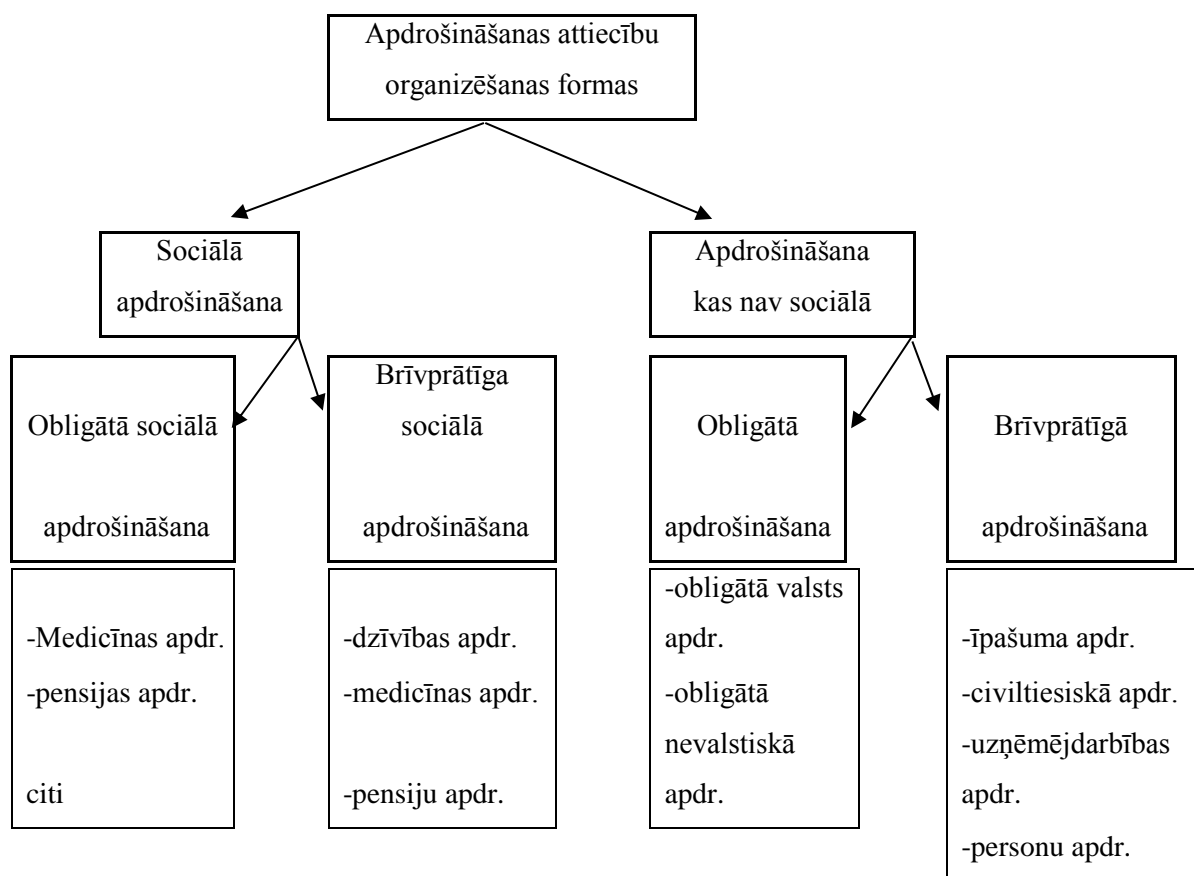 Apdrošināšanas attiecību
organizēšanas formas
Sociālā
apdrošināšana
Apdrošināšana
kas nav sociālā
Obligātā sociālā
apdrošināšana
Brīvprātīga
sociālā
apdrošināšana
Obligātā
apdrošināšana
Brīvprātīgā
apdrošināšana
-Medicīnas apdr.
-pensijas apdr.
citi
-dzīvības apdr.
-medicīnas apdr.
-pensiju apdr.
-obligātā valsts
apdr.
-obligātā
nevalstiskā
apdr.
-īpašuma apdr.
-civiltiesiskā apdr.
-uzņēmējdarbības
apdr.
-personu apdr.